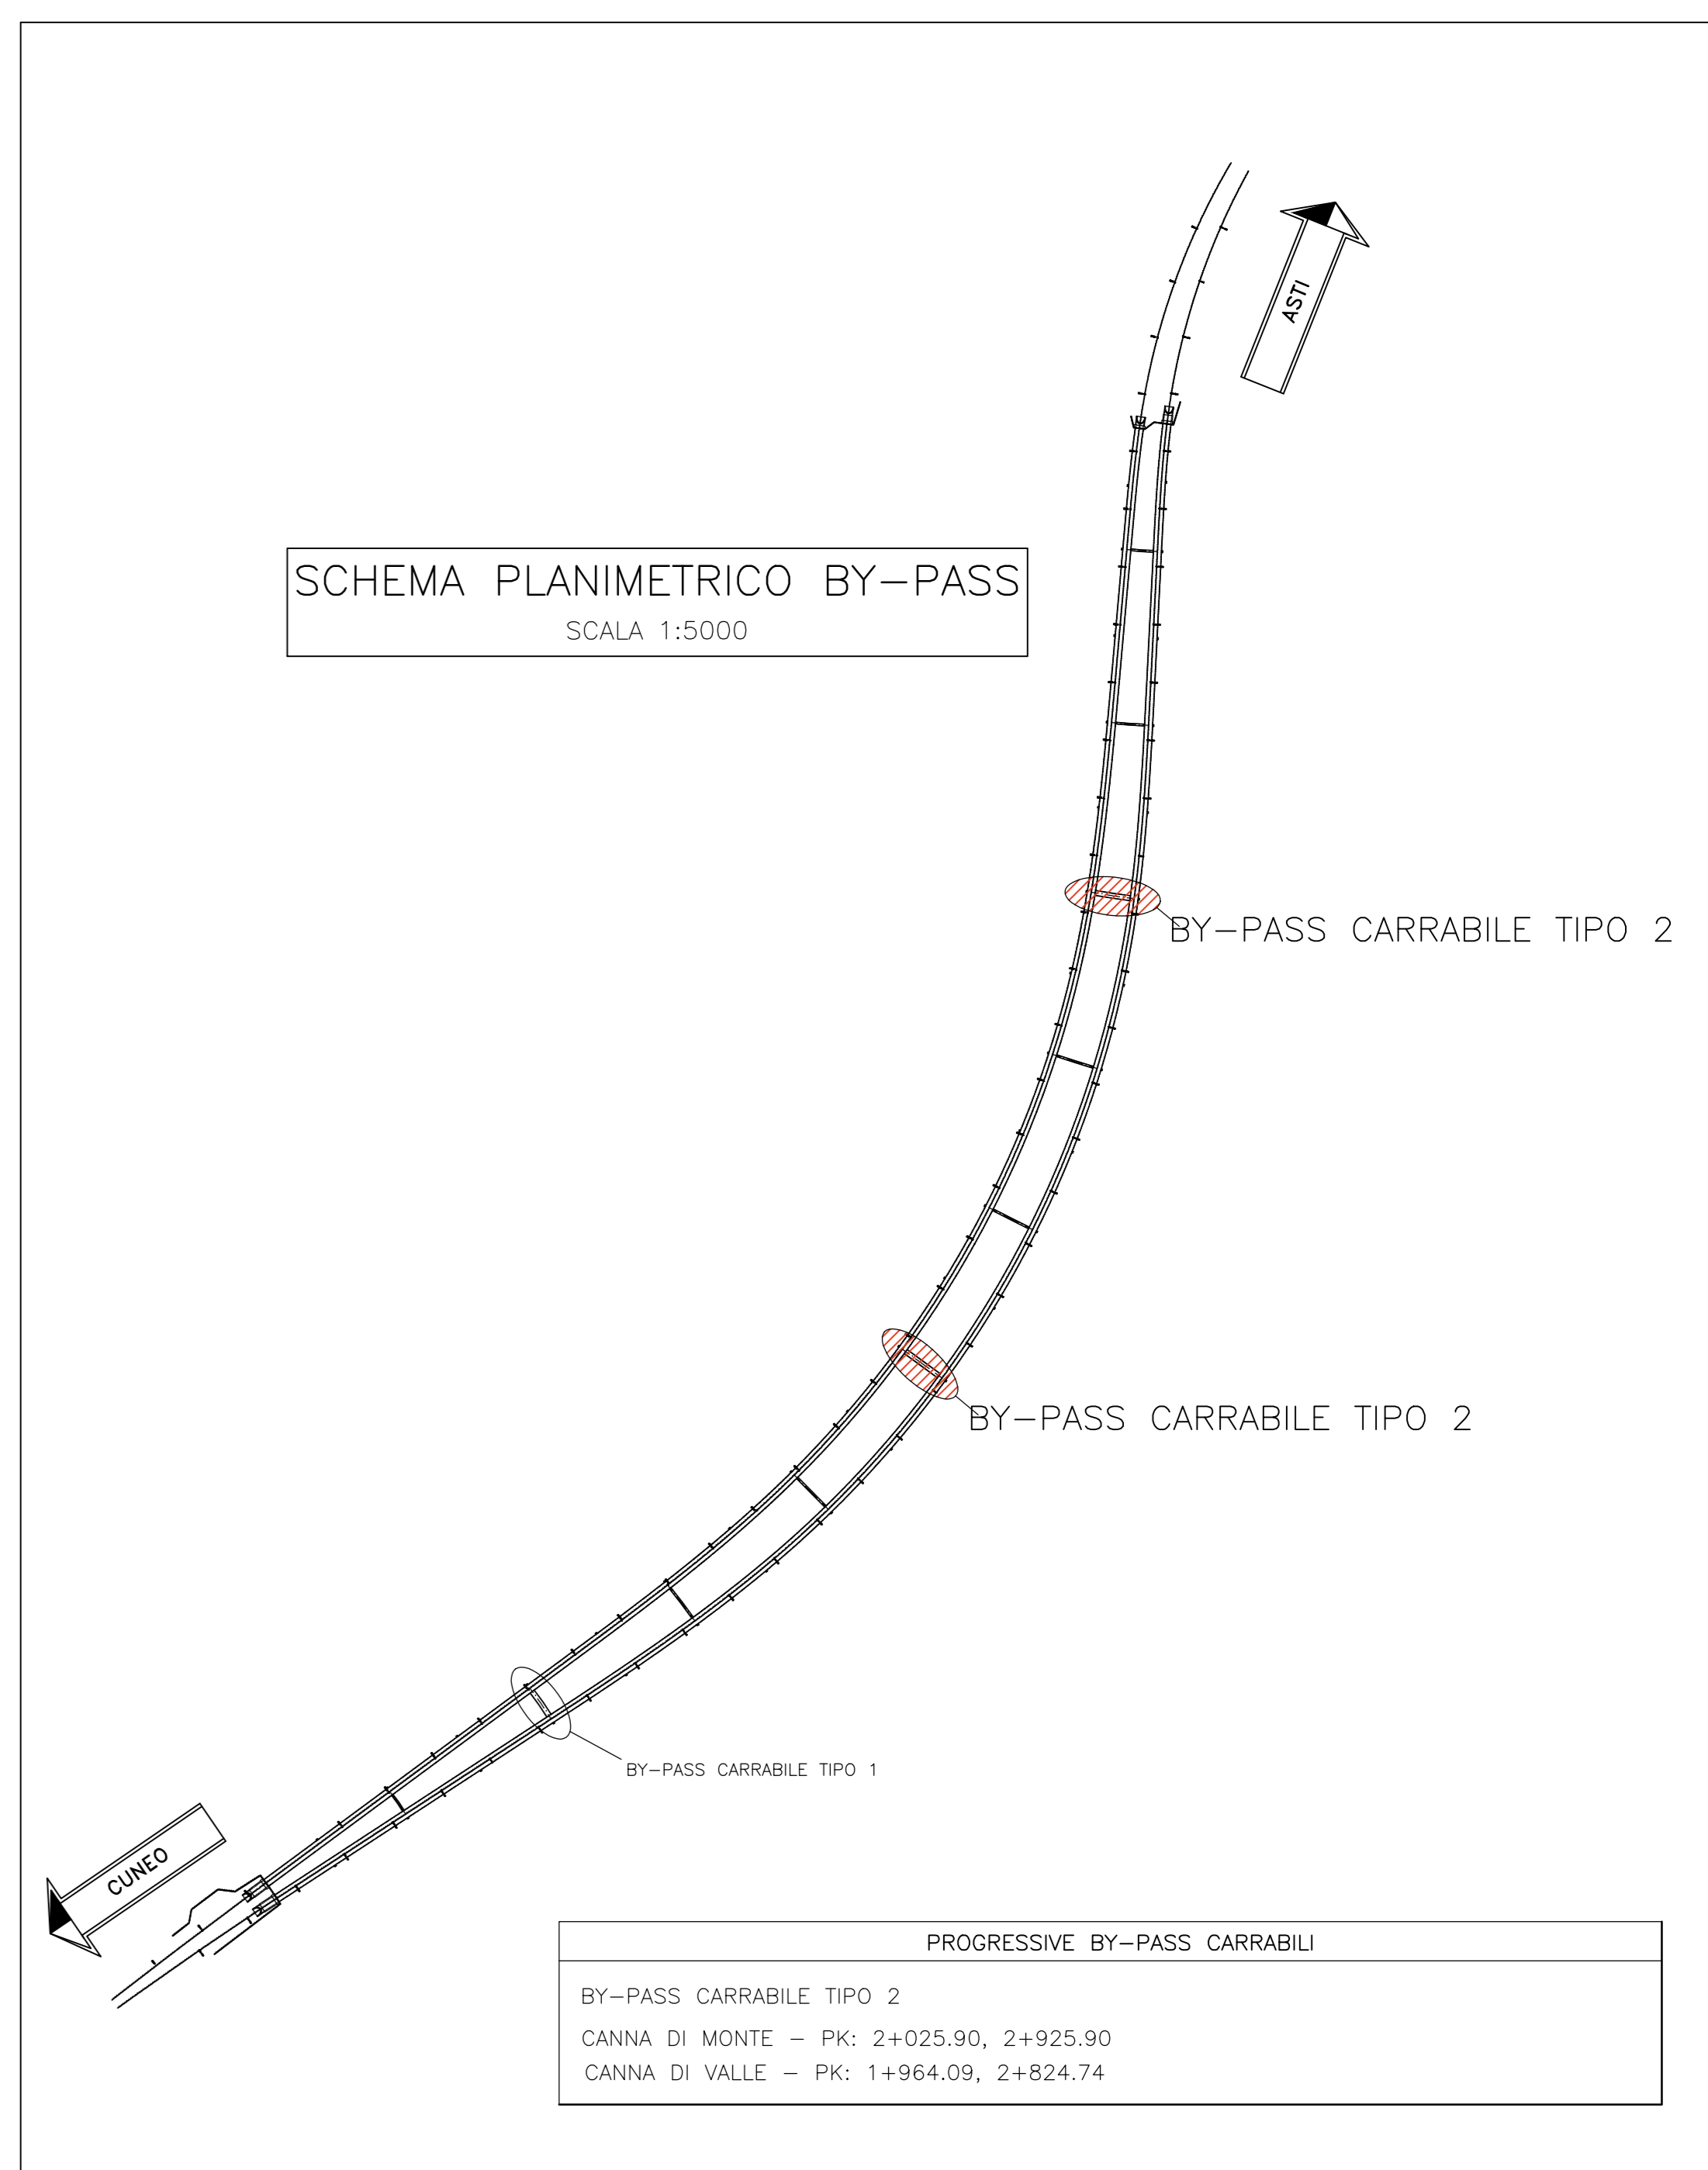 ASTI
SCHEMA PLANIMETRICO BY-PASS
SCALA 1:5000
BY-PASS CARRABILE TIPO 2
BY-PASS CARRABILE TIPO 2
BY-PASS CARRABILE TIPO 1
CUNEO
PROGRESSIVE BY-PASS CARRABILI
BY-PASS CARRABILE TIPO 2
CANNA DI MONTE - PK: 2+025.90, 2+925.90
CANNA DI VALLE - PK: 1+964.09, 2+824.74